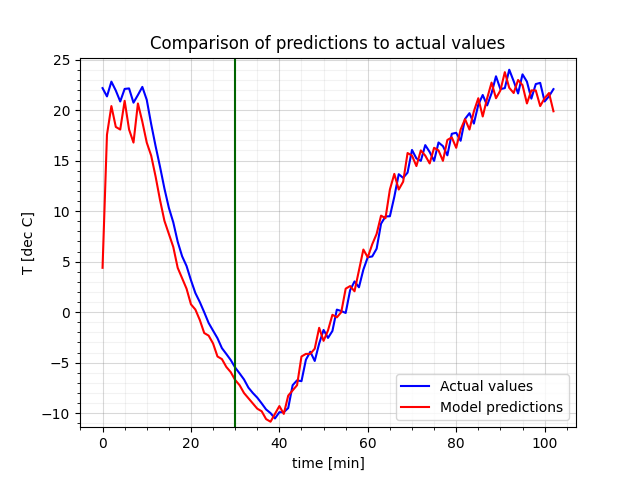 Comparison of predictions to actual values
T [dec C]
25
20
15
10
5
0
−5
−10
0
20
40
60
80
100
time [min]
Actual values
Model predictions